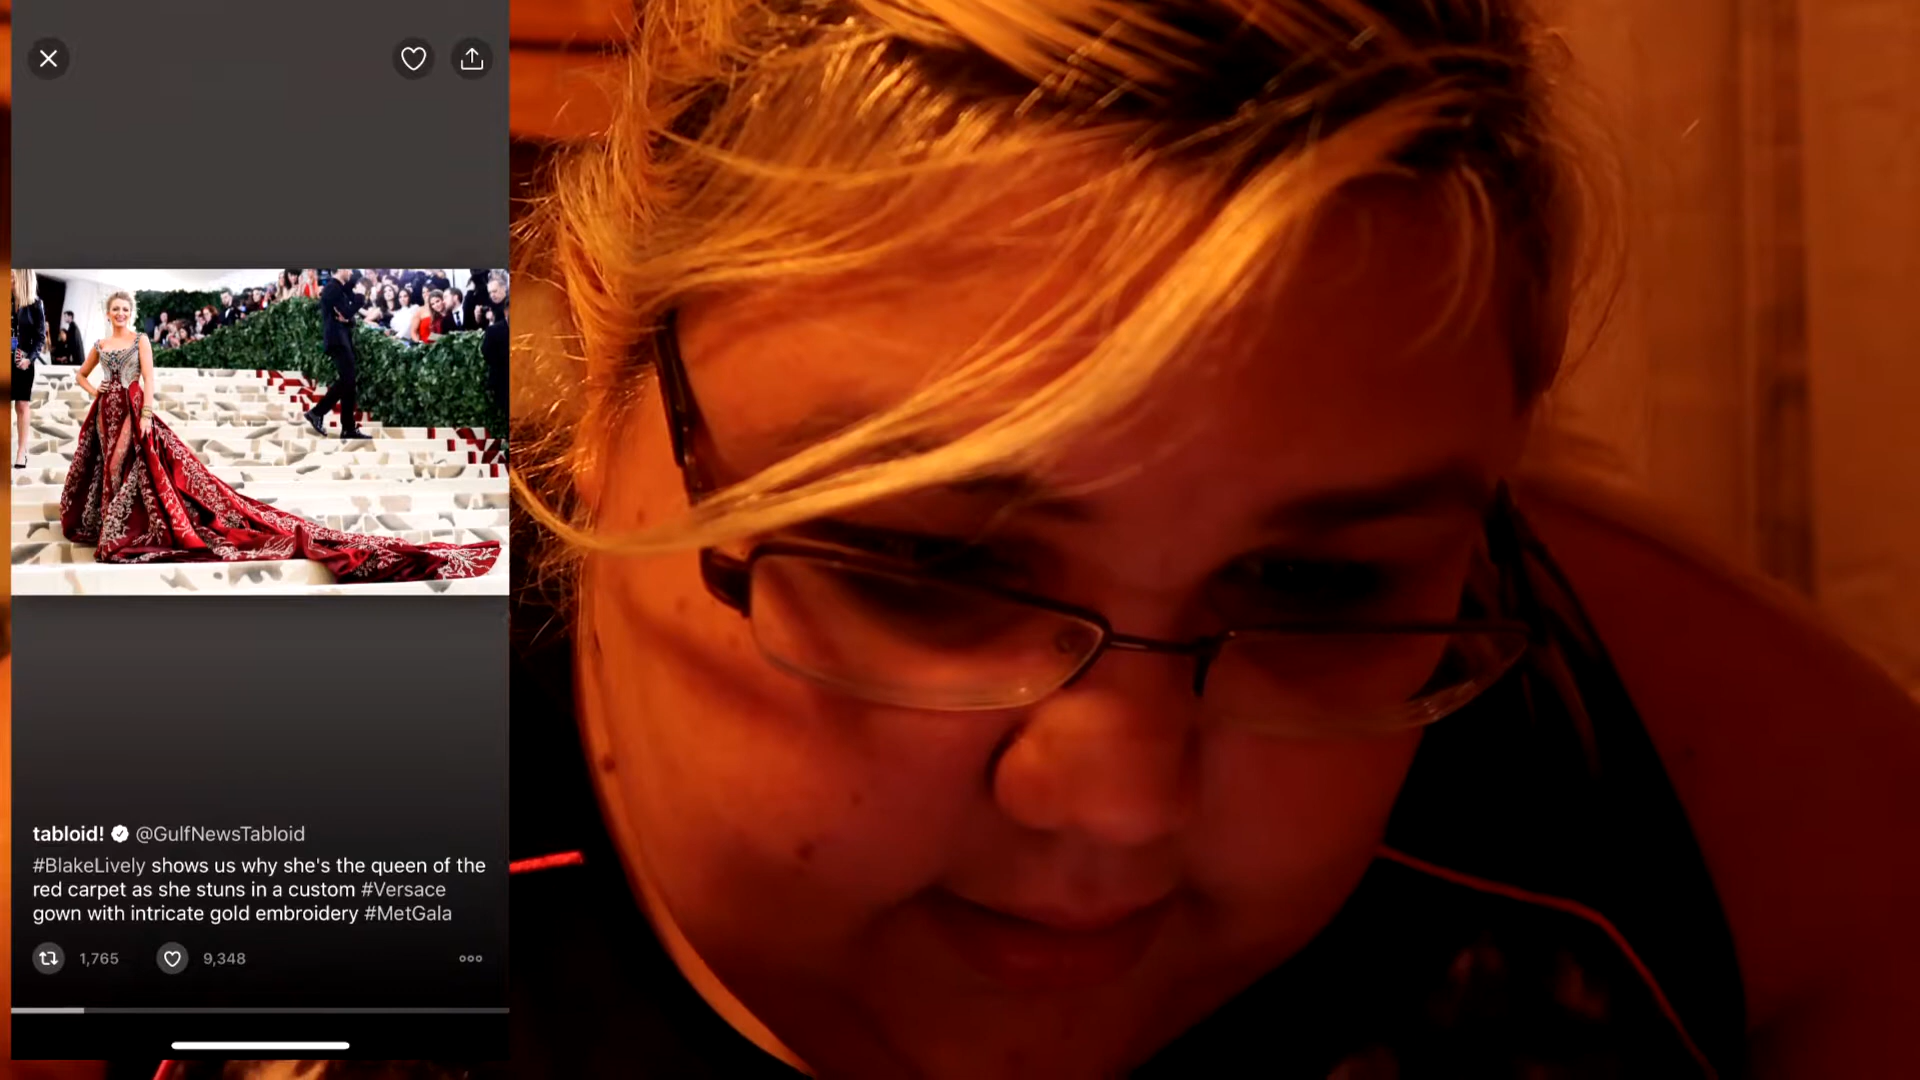 tabloid! @GulfNewsTabloid
#BlakeLively shows us why she's the queen of the
red carpet as she stuns in a custom #Versace
gown with intricate gold embroidery #MetGala
1,765 9,348